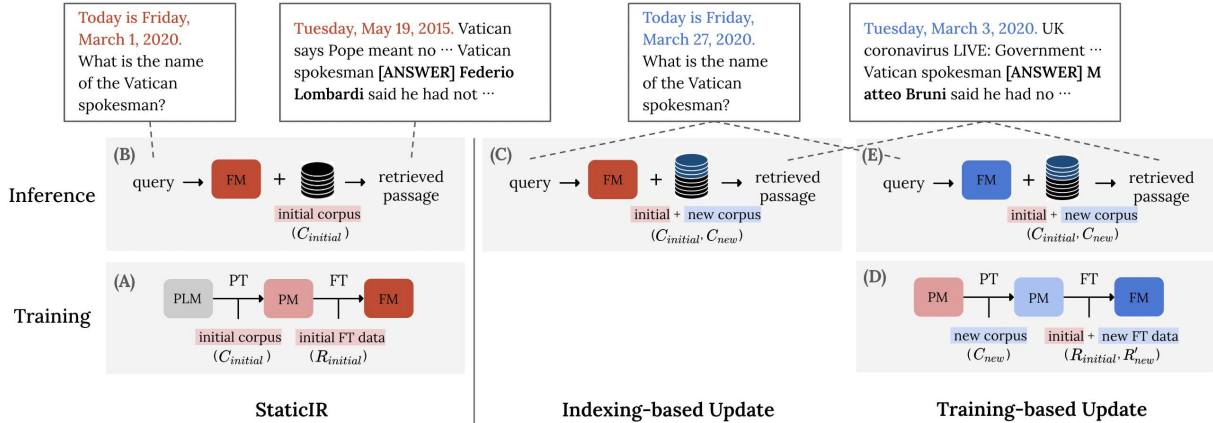 Today is Friday,
March 1, 2020.
What is the name
of the Vatican
spokesman?
Tuesday, May 19, 2015. Vatican
says Pope meant no ⋯ Vatican
spokesman [ANSWER] Federio
Lombardi said he had not ⋯
Today is Friday,
March 27, 2020.
What is the name
of the Vatican
spokesman?
Tuesday, March 3, 2020. UK
coronavirus LIVE: Government ⋯
Vatican spokesman [ANSWER] M
atteo Bruni said he had no ⋯
Inference
(B)
query
FM
+
retrieved
passage
initial corpus
(C_initial)
(C)
query
FM
+
retrieved
passage
initial + new corpus
(C_initial, C_new)
(E)
query
FM
+
retrieved
passage
initial + new corpus
(C_initial, C_new)
Training
(A)
PLM
PT
PM
FT
FM
initial corpus
(C_initial)
initial FT data
(R_initial)
(D)
PM
PT
PM
FT
FM
new corpus
(C_new)
initial + new FT data
(R_initial, R'_new)
StaticIR
Indexing-based Update
Training-based Update